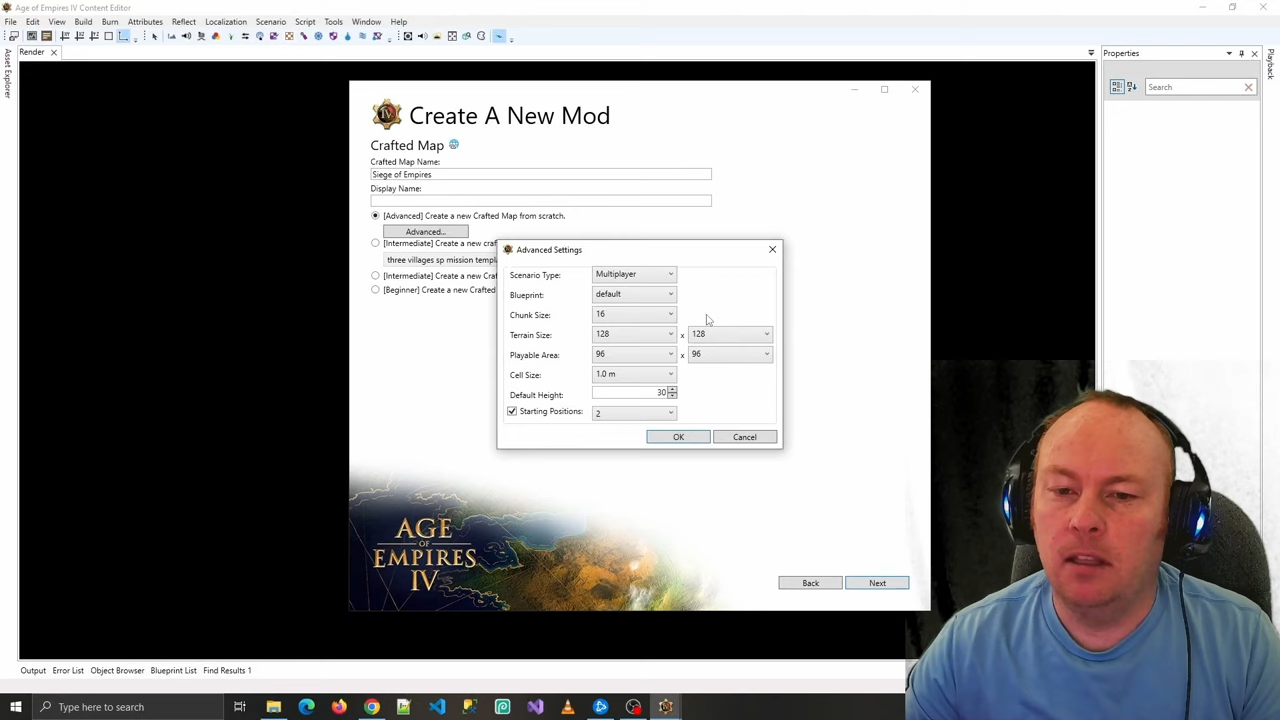 Age of Empires IV Content Editor
File Edit View Build Burn Attributes Reflect Localization Scenario Script Tools Window Help
Render
Properties
Asset Explorer
Playback
Search
Create A New Mod
Crafted Map
Crafted Map Name:
Siege of Empires
Display Name:
[Advanced] Create a new Crafted Map from scratch.
Advanced...
[Intermediate] Create a new craf
three villages sp mission templa
[Intermediate] Create a new Craf
[Beginner] Create a new Crafted
Advanced Settings
Scenario Type: Multiplayer
Blueprint: default
Chunk Size: 16
Terrain Size: 128 x 128
Playable Area: 96 x 96
Cell Size: 1.0 m
Default Height: 30
Starting Positions: 2
OK Cancel
AGE
OF
EMPIRES
IV
Back Next
Output Error List Object Browser Blueprint List Find Results 1
Type here to search